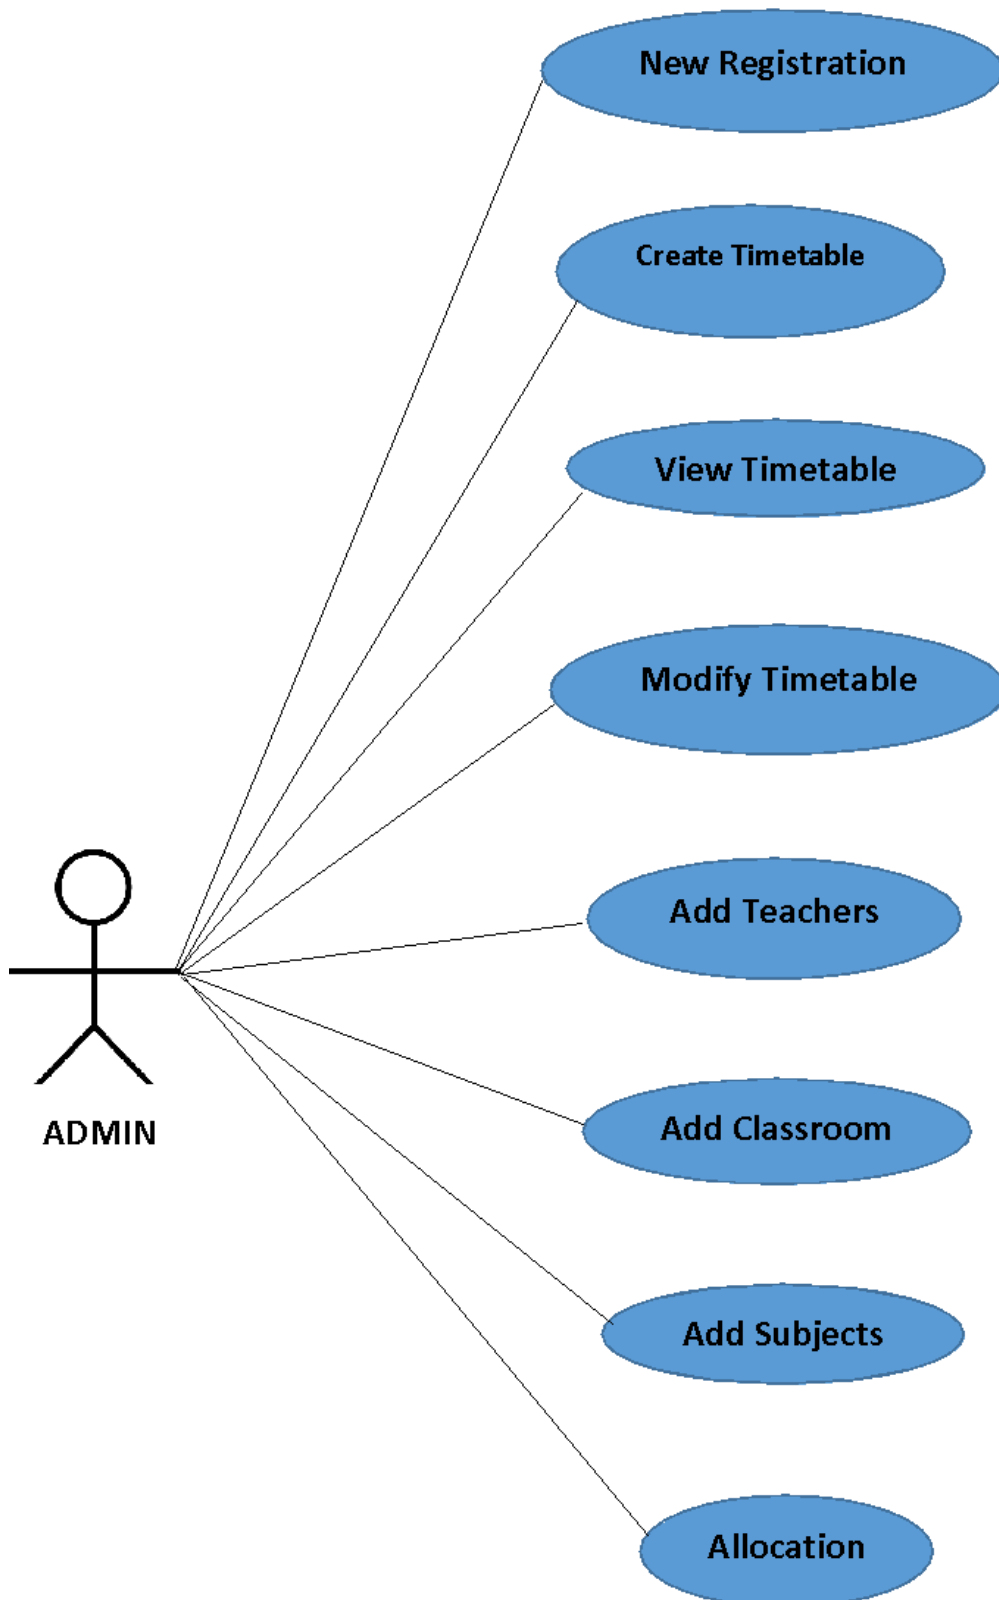 New Registration
Create Timetable
View Timetable
Modify Timetable
Add Teachers
Add Classroom
ADMIN
Add Subjects
Allocation